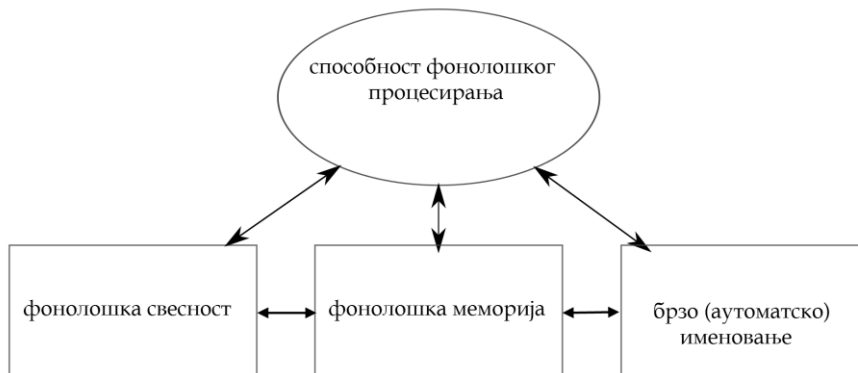 способност фонолошког
процесирања
фонолошка свесност
фонолошка меморија
брзо (аутоматско)
именовање